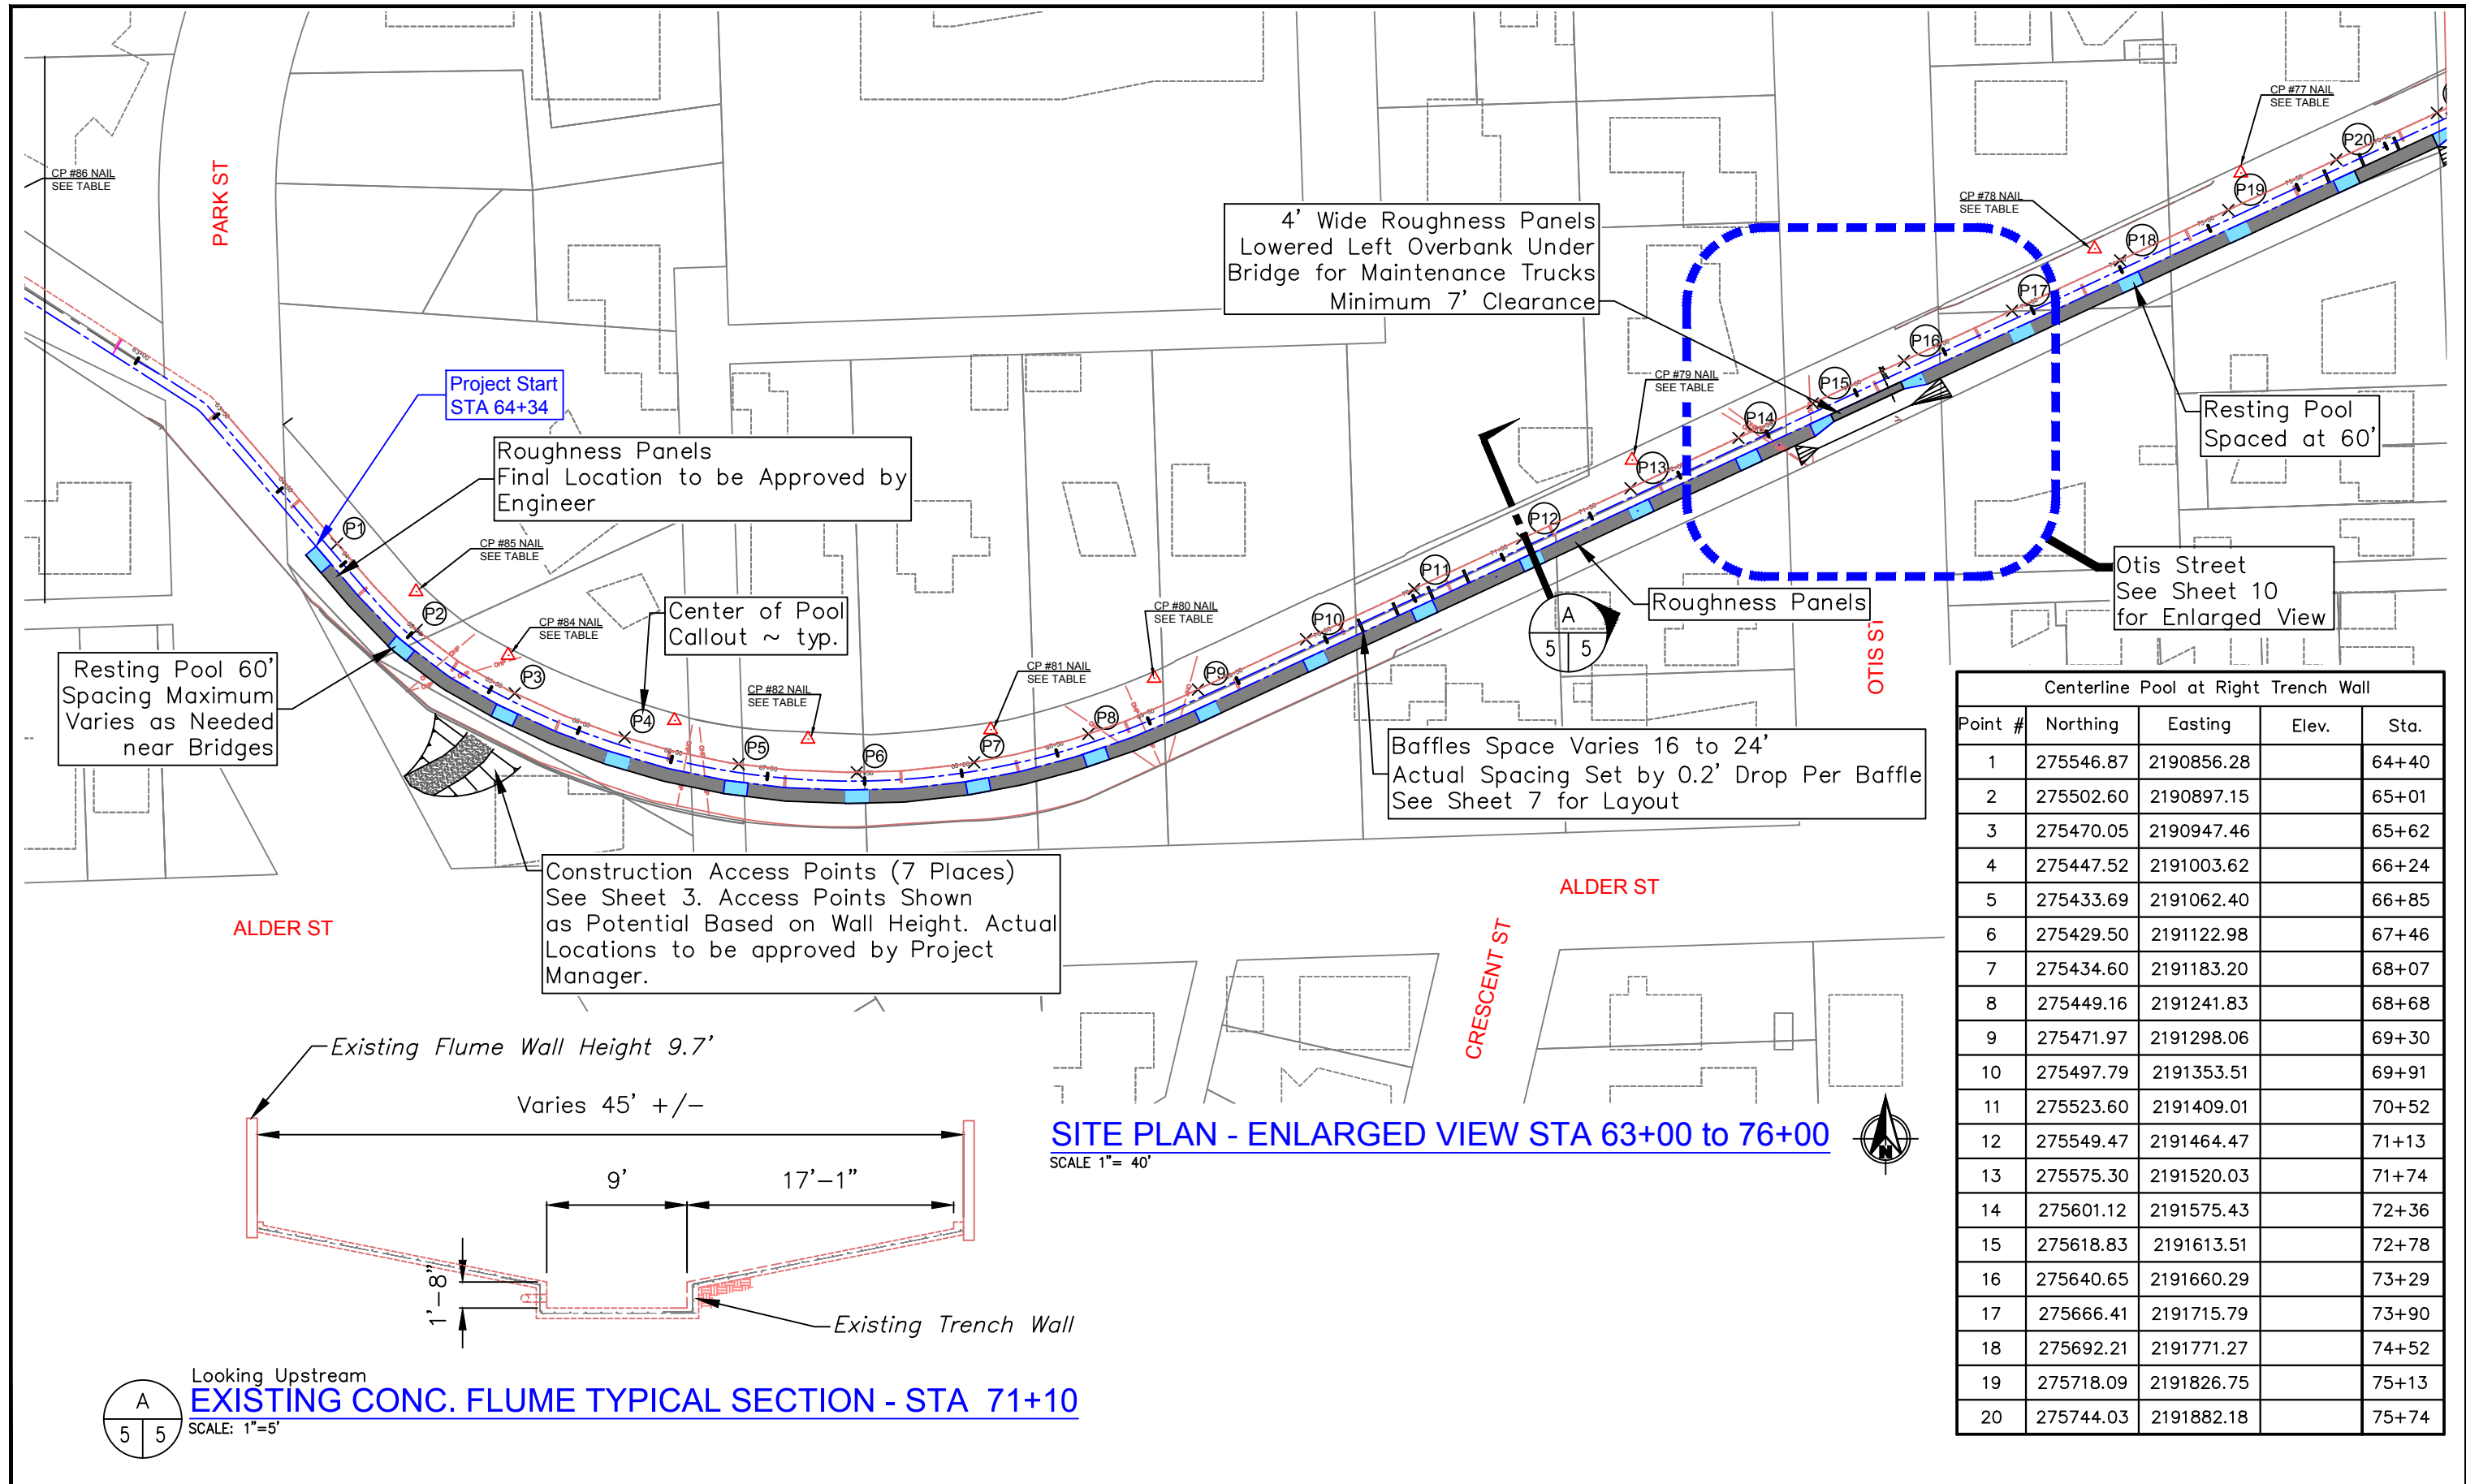 CP #86 NAIL
SEE TABLE
PARK ST
CP #77 NAIL
SEE TABLE
P20
P19
CP #78 NAIL
SEE TABLE
P18
P17
P16
P15
P14
P13
P12
P11
P10
P9
P8
P7
P6
P5
P4
P3
P2
P1
4' Wide Roughness Panels
Lowered Left Overbank Under
Bridge for Maintenance Trucks
Minimum 7' Clearance
CP #79 NAIL
SEE TABLE
Resting Pool
Spaced at 60'
Project Start
STA 64+34
Roughness Panels
Final Location to be Approved by
Engineer
CP #85 NAIL
SEE TABLE
CP #84 NAIL
SEE TABLE
Center of Pool
Callout ~ typ.
CP #82 NAIL
SEE TABLE
CP #81 NAIL
SEE TABLE
CP #80 NAIL
SEE TABLE
A
5 5
Roughness Panels
Otis Street
See Sheet 10
for Enlarged View
OTIS ST
Resting Pool 60'
Spacing Maximum
Varies as Needed
near Bridges
Baffles Space Varies 16 to 24'
Actual Spacing Set by 0.2' Drop Per Baffle
See Sheet 7 for Layout
Construction Access Points (7 Places)
See Sheet 3. Access Points Shown
as Potential Based on Wall Height. Actual
Locations to be approved by Project
Manager.
ALDER ST
ALDER ST
CRESCENT ST
Centerline Pool at Right Trench Wall
Point # Northing Easting Elev. Sta.
1 275546.87 2190856.28 64+40
2 275502.60 2190897.15 65+01
3 275470.05 2190947.46 65+62
4 275447.52 2191003.62 66+24
5 275433.69 2191062.40 66+85
6 275429.50 2191122.98 67+46
7 275434.60 2191183.20 68+07
8 275449.16 2191241.83 68+68
9 275471.97 2191298.06 69+30
10 275497.79 2191353.51 69+91
11 275523.60 2191409.01 70+52
12 275549.47 2191464.47 71+13
13 275575.30 2191520.03 71+74
14 275601.12 2191575.43 72+36
15 275618.83 2191613.51 72+78
16 275640.65 2191660.29 73+29
17 275666.41 2191715.79 73+90
18 275692.21 2191771.27 74+52
19 275718.09 2191826.75 75+13
20 275744.03 2191882.18 75+74
SITE PLAN - ENLARGED VIEW STA 63+00 to 76+00
SCALE 1"= 40'
N
Existing Flume Wall Height 9.7'
Varies 45' +/-
9'
17'-1"
1'-8"
Existing Trench Wall
Looking Upstream
A
5 5
EXISTING CONC. FLUME TYPICAL SECTION - STA 71+10
SCALE: 1"=5'